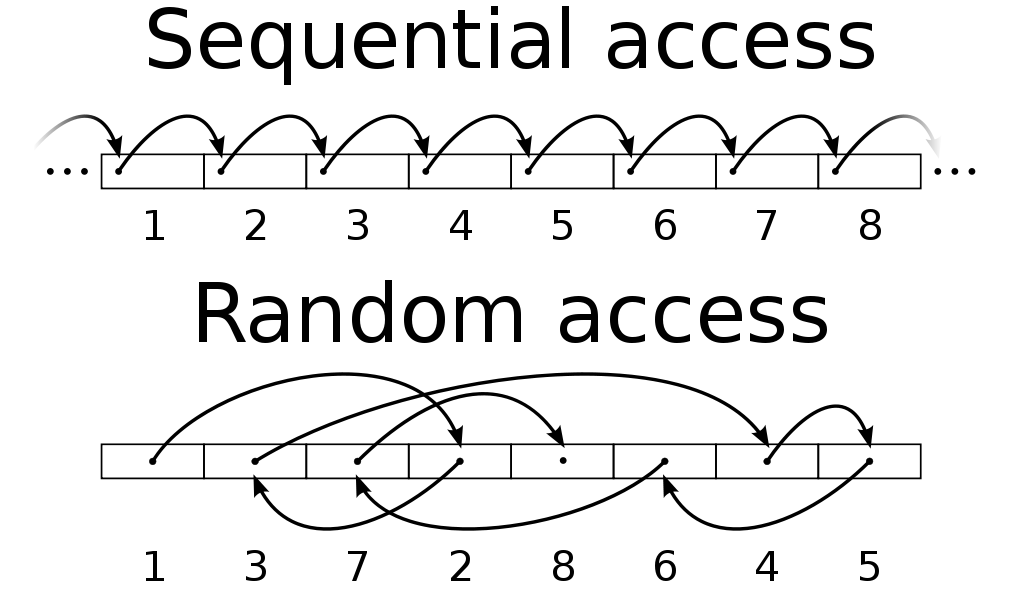 Sequential access
... ...
1 2 3 4 5 6 7 8
Random access
1 3 7 2 8 6 4 5